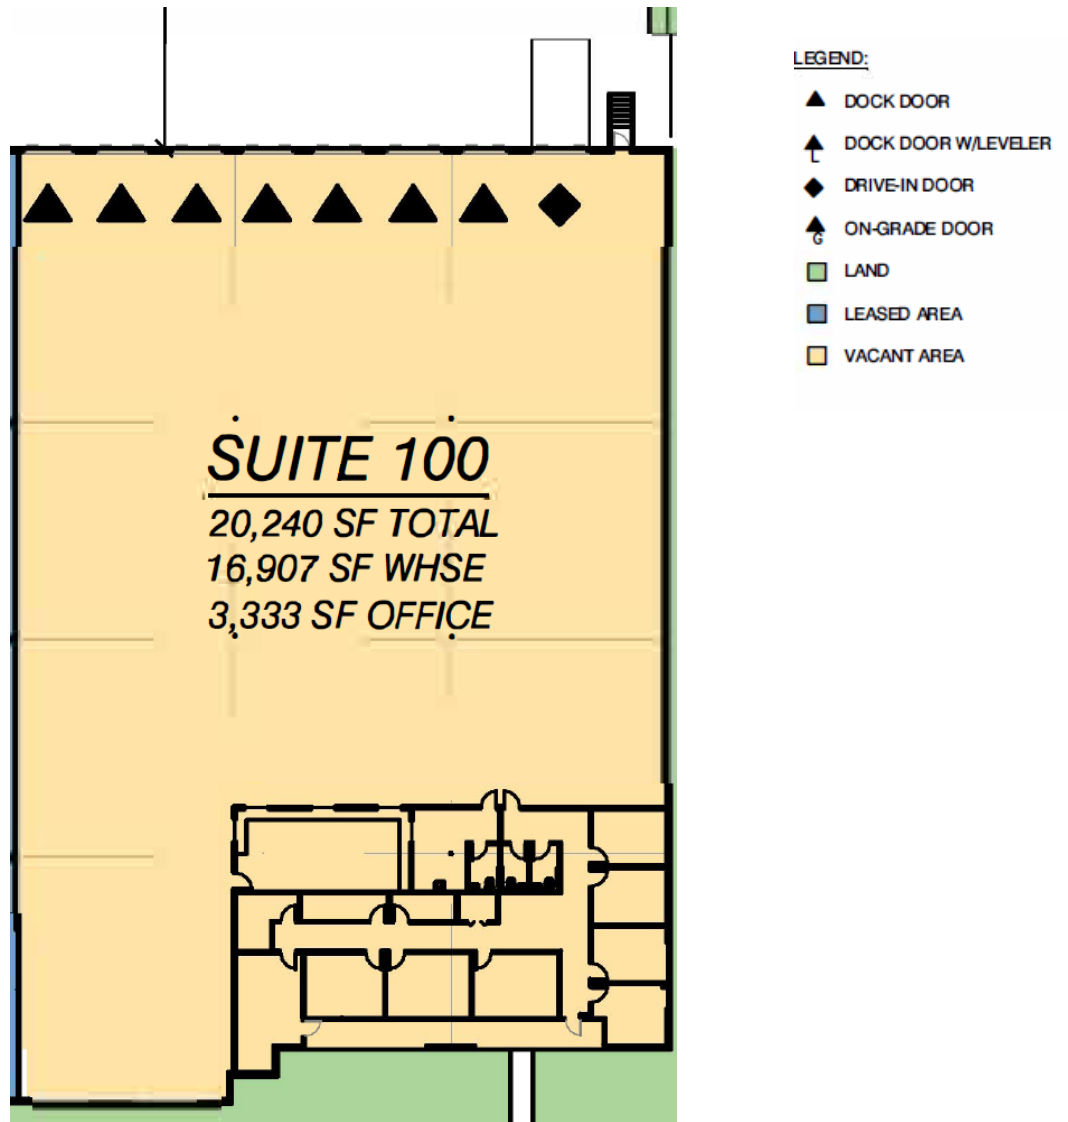 LEGEND:
DOCK DOOR
L DOCK DOOR W/LEVELER
DRIVE-IN DOOR
G ON-GRADE DOOR
LAND
LEASED AREA
VACANT AREA
SUITE 100
20,240 SF TOTAL
16,907 SF WHSE
3,333 SF OFFICE